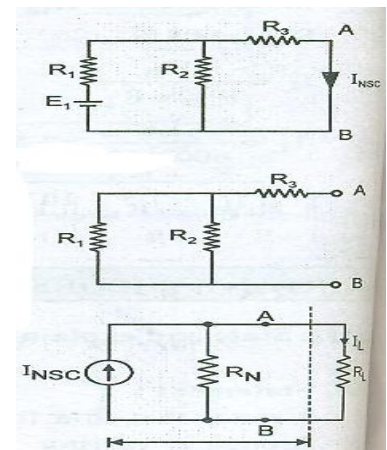 R3 A
R1 R2 INSC
E1
B
R3 A
R1 R2
B
A
IL
INSC RN RL
B